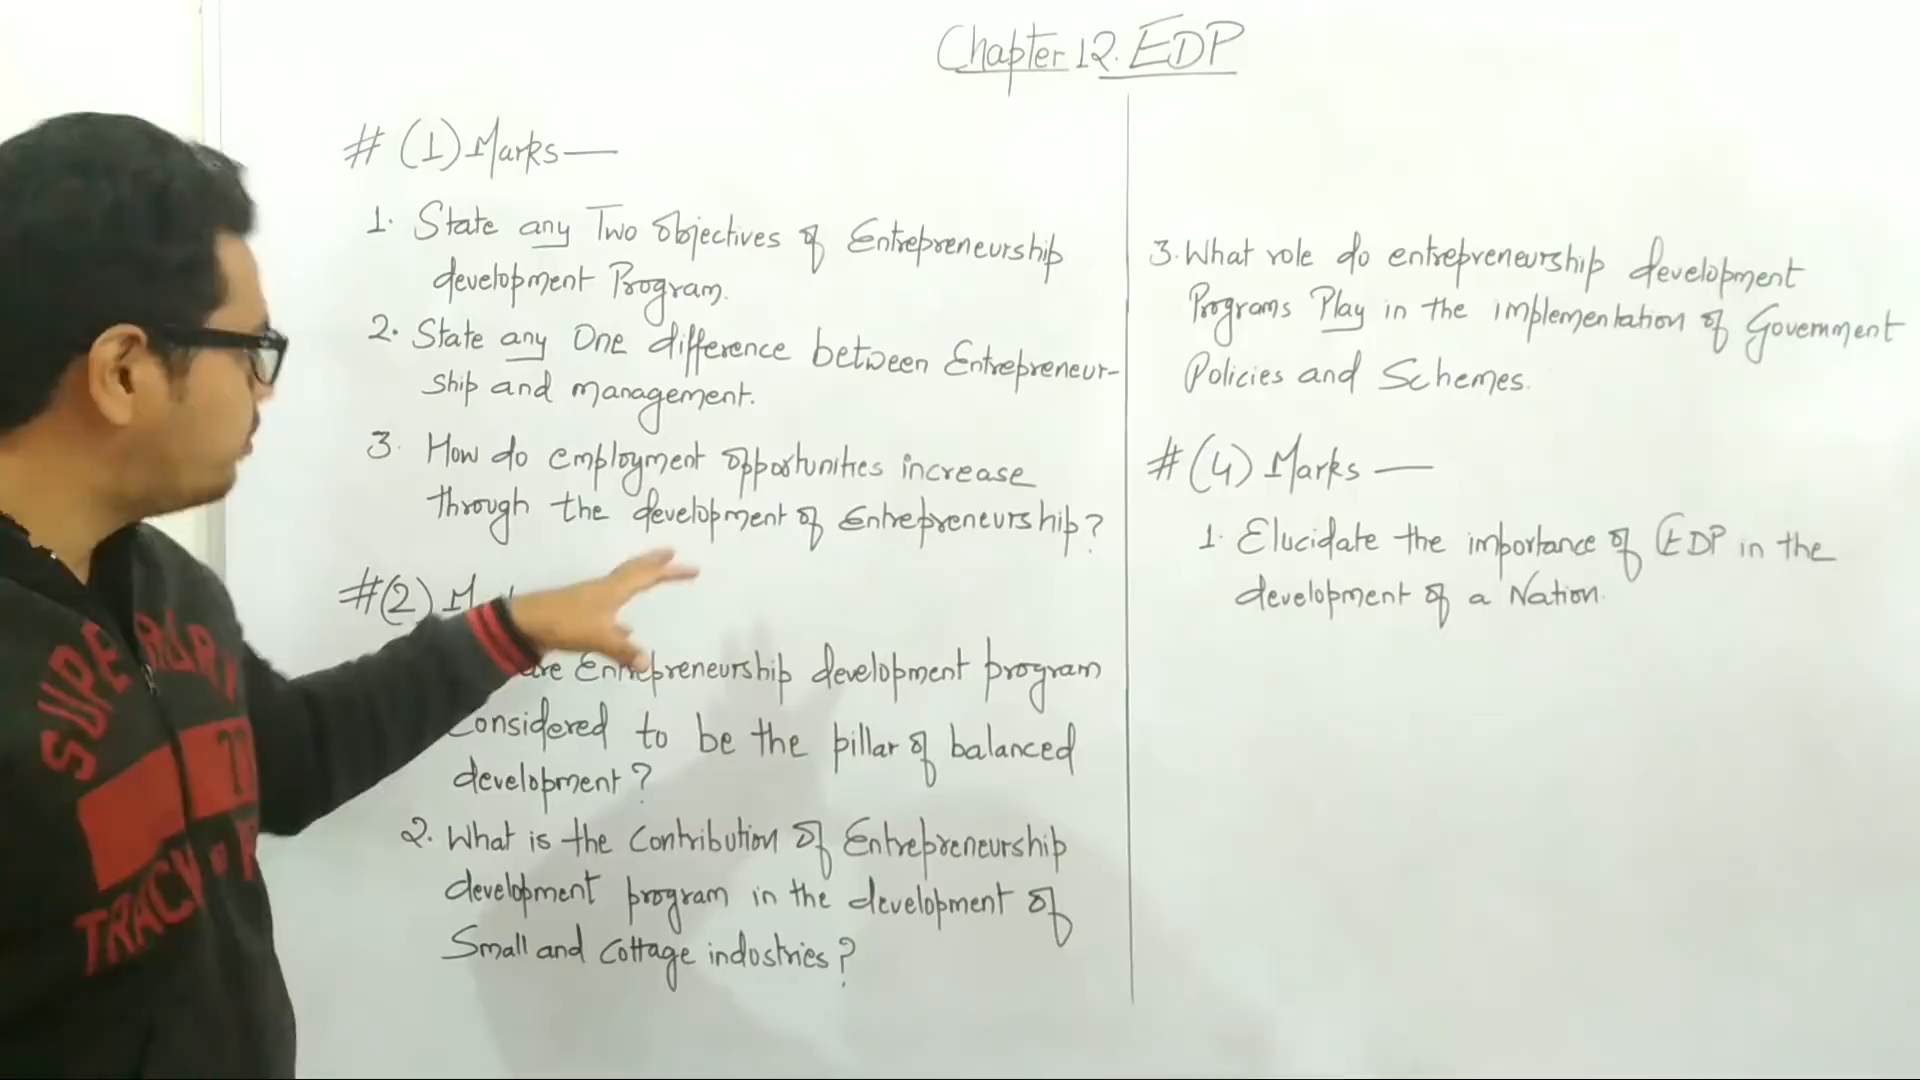 Chapter 12. EDP
# (1) Marks —
1. State any Two Objectives of Entrepreneurship
development Program.
2. State any One difference between Entrepreneur-
ship and management.
3. How do employment opportunities increase
through the development of Entrepreneurship?
#(2)
are Entrepreneurship development program
Considered to be the pillar of balanced
development?
2. What is the Contribution of Entrepreneurship
development program in the development of
Small and Cottage industries?
3. What role do entrepreneurship development
Programs Play in the implementation of Government
Policies and Schemes.
# (4) Marks —
1. Elucidate the importance of EDP in the
development of a Nation.
SUPER
TRACK